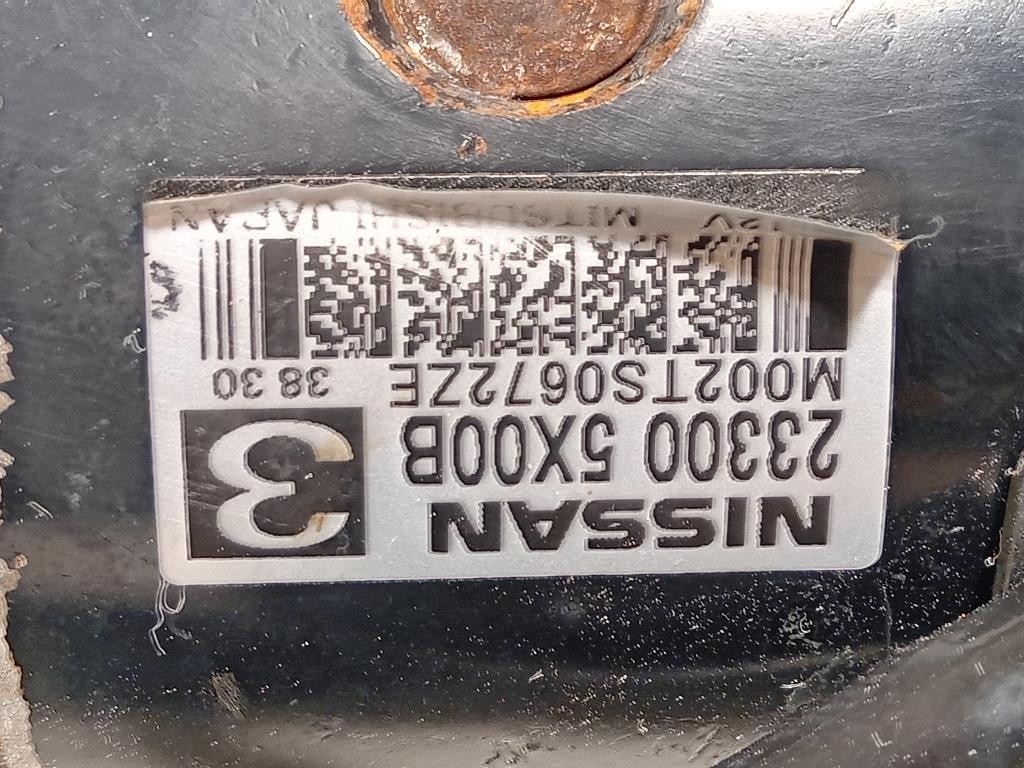 NISSAN
23300 5X00B
3
M002TS0672ZE 38 30
12V MITSUBISHI JAPAN